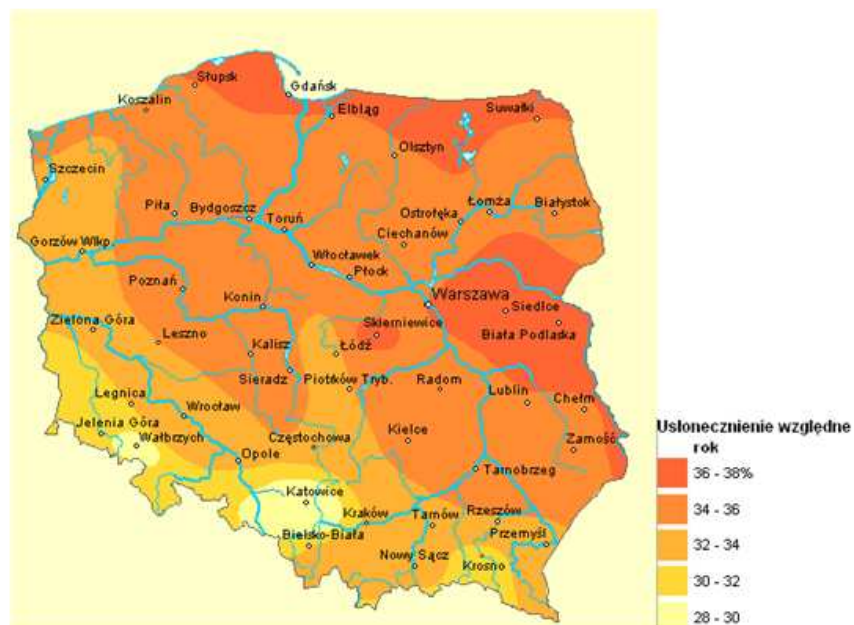 Słupsk
Gdańsk
Koszalin
Elbląg
Suwałki
Olsztyn
Szczecin
Piła
Bydgoszcz
Toruń
Ostrołęka
Łomża
Białystok
Ciechanów
Gorzów Wlkp.
Włocławek
Płock
Poznań
Konin
Warszawa
Siedlce
Zielona Góra
Leszno
Kalisz
Łódź
Skierniewice
Biała Podlaska
Sieradz
Piotrków Tryb.
Radom
Lublin
Chełm
Legnica
Wrocław
Jelenia Góra
Wałbrzych
Częstochowa
Kielce
Zamość
Opole
Tarnobrzeg
Katowice
Kraków
Tarnów
Rzeszów
Przemyśl
Bielsko-Biała
Nowy Sącz
Krosno
Usłonecznienie względne
rok
36 - 38%
34 - 36
32 - 34
30 - 32
28 - 30